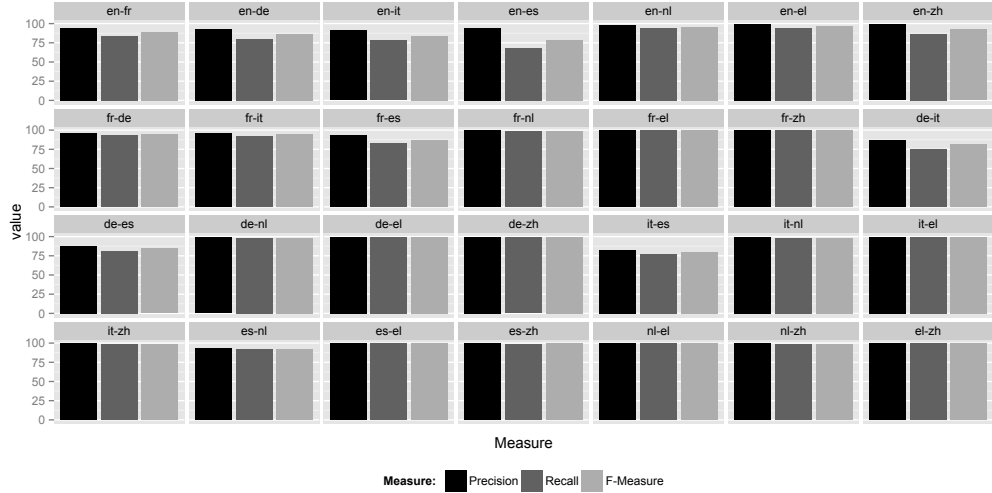 en-fr en-de en-it en-es en-nl en-el en-zh
100
75
50
25
0
fr-de fr-it fr-es fr-nl fr-el fr-zh de-it
100
75
50
25
0
de-es de-nl de-el de-zh it-es it-nl it-el
100
75
50
25
0
it-zh es-nl es-el es-zh nl-el nl-zh el-zh
100
75
50
25
0
value
Measure
Measure: Precision Recall F-Measure